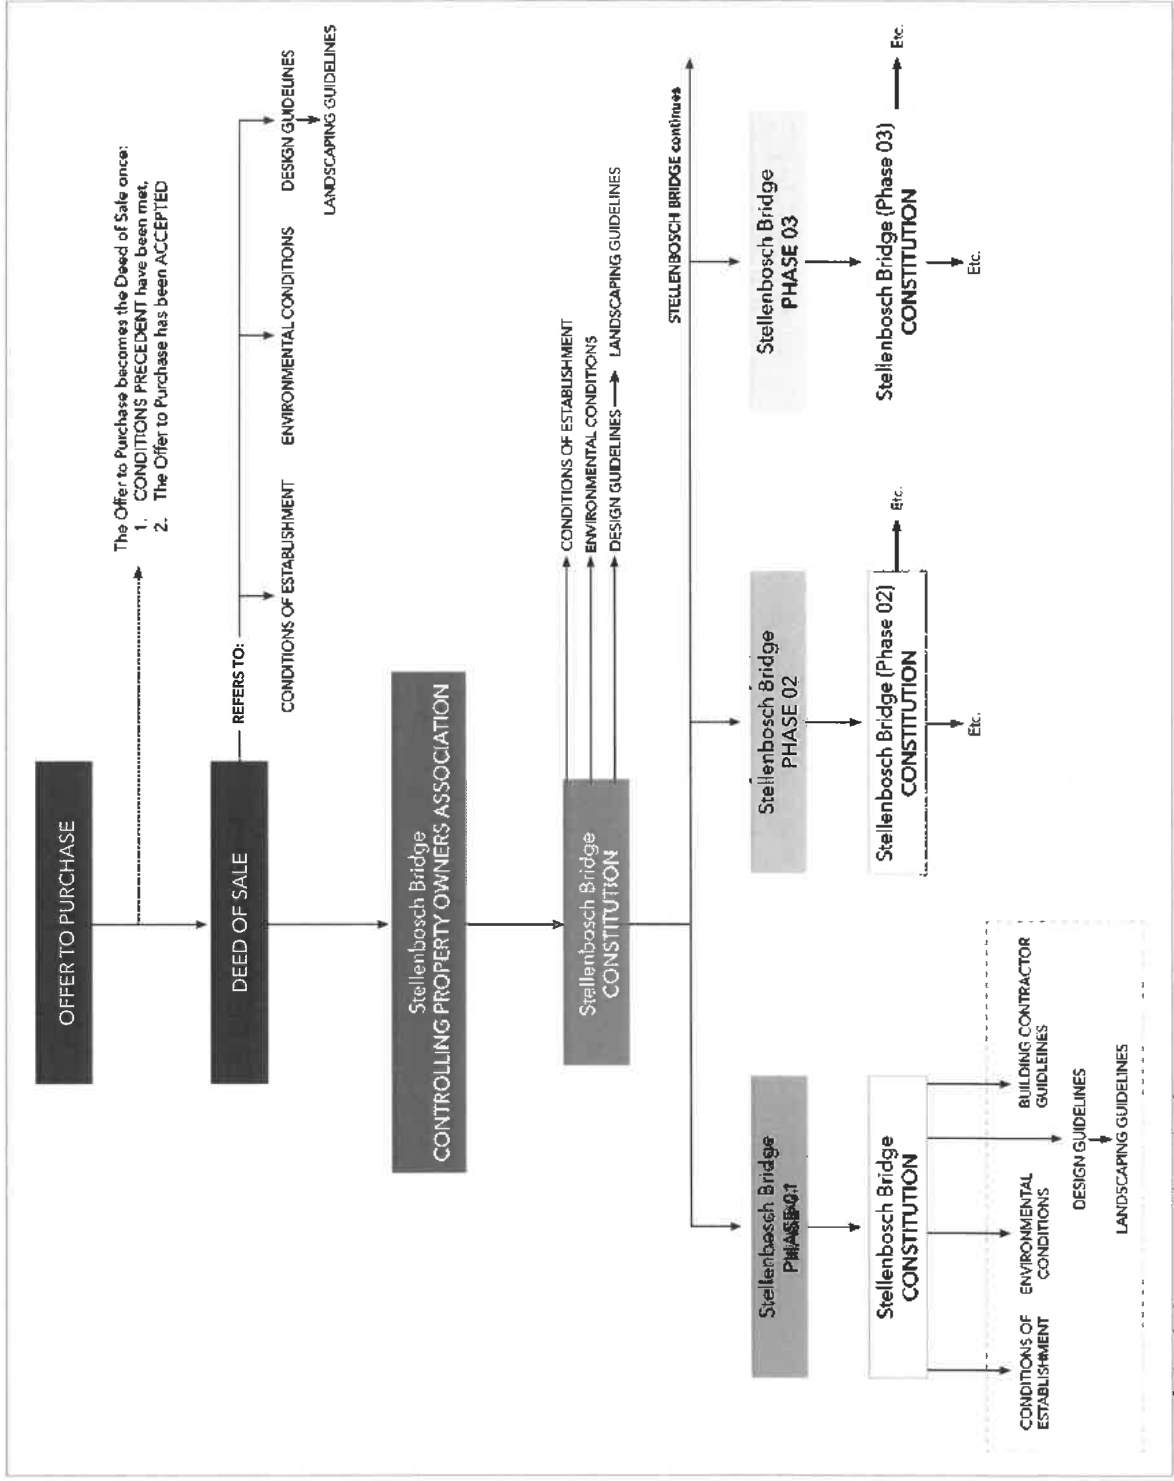 OFFER TO PURCHASE
The Offer to Purchase becomes the Deed of Sale once:
1. CONDITIONS PRECEDENT have been met,
2. The Offer to Purchase has been ACCEPTED
DEED OF SALE
REFERS TO:
CONDITIONS OF ESTABLISHMENT
ENVIRONMENTAL CONDITIONS
DESIGN GUIDELINES
LANDSCAPING GUIDELINES
Stellenbosch Bridge
CONTROLLING PROPERTY OWNERS ASSOCIATION
Stellenbosch Bridge
CONSTITUTION
CONDITIONS OF ESTABLISHMENT
ENVIRONMENTAL CONDITIONS
DESIGN GUIDELINES
LANDSCAPING GUIDELINES
STELLENBOSCH BRIDGE continues
Stellenbosch Bridge
PHASE 01
Stellenbosch Bridge
PHASE 02
Stellenbosch Bridge
PHASE 03
Stellenbosch Bridge
CONSTITUTION
Stellenbosch Bridge (Phase 02)
CONSTITUTION
Etc.
Etc.
Stellenbosch Bridge (Phase 03)
CONSTITUTION
Etc.
Etc.
CONDITIONS OF
ESTABLISHMENT
ENVIRONMENTAL
CONDITIONS
DESIGN GUIDELINES
LANDSCAPING GUIDELINES
BUILDING CONTRACTOR
GUIDLEINES